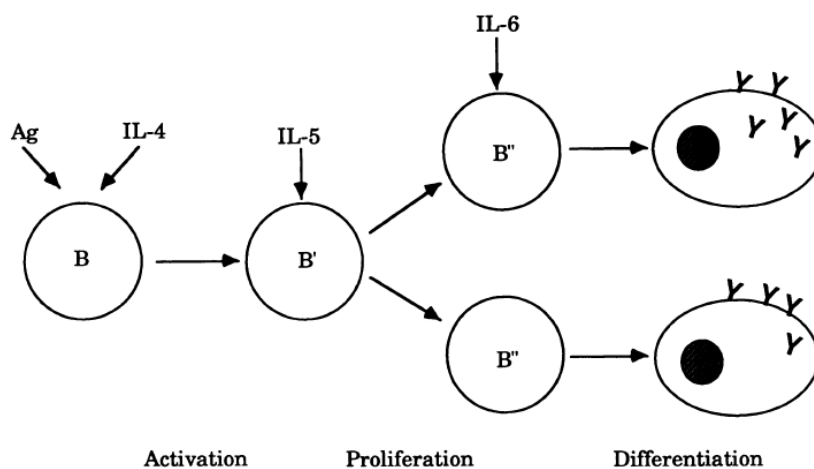 IL-6
Ag IL-4
IL-5
B"
B
B'
B"
Activation Proliferation Differentiation